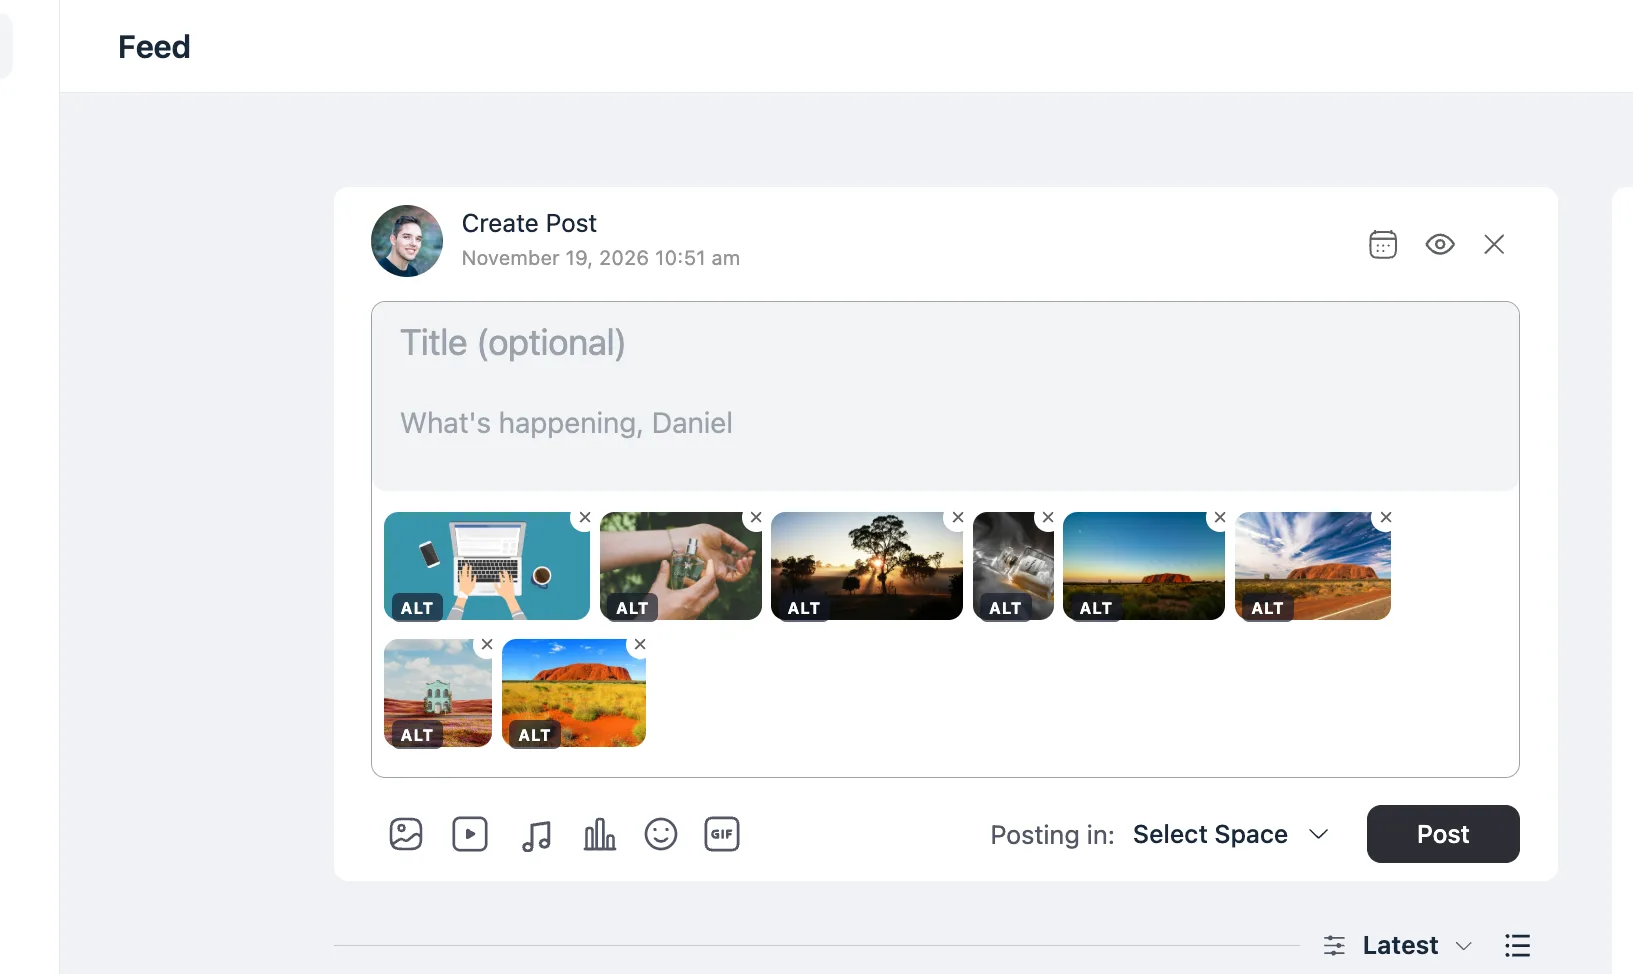 Feed
Create Post
November 19, 2026 10:51 am
Title (optional)
What's happening, Daniel
ALT ALT ALT ALT ALT ALT
ALT ALT
GIF
Posting in: Select Space
Post
Latest